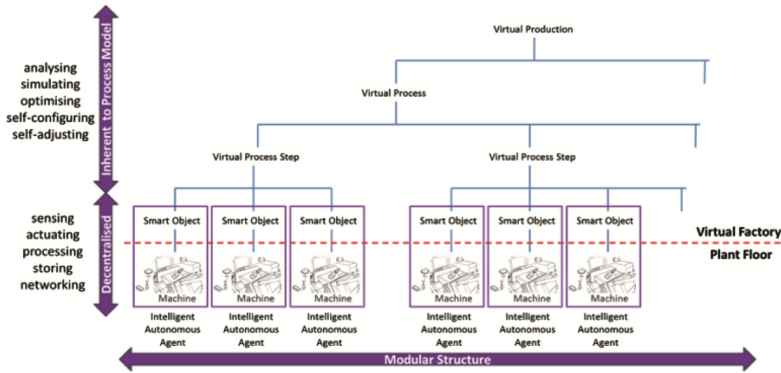 Virtual Production
analysing
simulating
optimising
self-configuring
self-adjusting
Inherent to Process Model
Virtual Process
Virtual Process Step
Virtual Process Step
sensing
actuating
processing
storing
networking
Decentralised
Smart Object
Smart Object
Smart Object
Smart Object
Smart Object
Smart Object
Virtual Factory
Plant Floor
Machine
Machine
Machine
Machine
Machine
Machine
Intelligent
Autonomous
Agent
Intelligent
Autonomous
Agent
Intelligent
Autonomous
Agent
Intelligent
Autonomous
Agent
Intelligent
Autonomous
Agent
Intelligent
Autonomous
Agent
Modular Structure